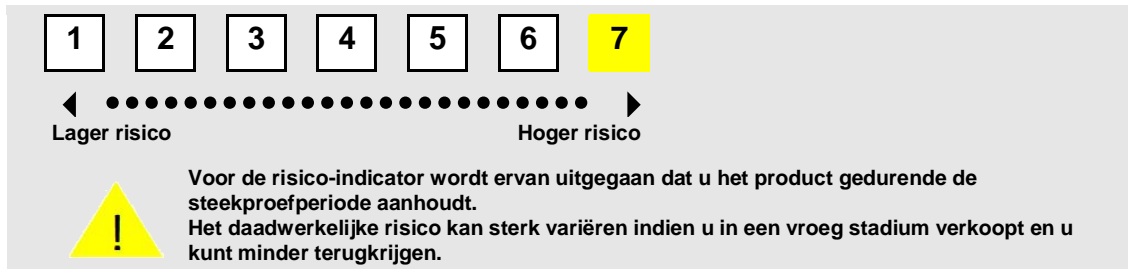 1 2 3 4 5 6 7
Lager risico Hoger risico
!
Voor de risico-indicator wordt ervan uitgegaan dat u het product gedurende de
steekproefperiode aanhoudt.
Het daadwerkelijke risico kan sterk variëren indien u in een vroeg stadium verkoopt en u
kunt minder terugkrijgen.